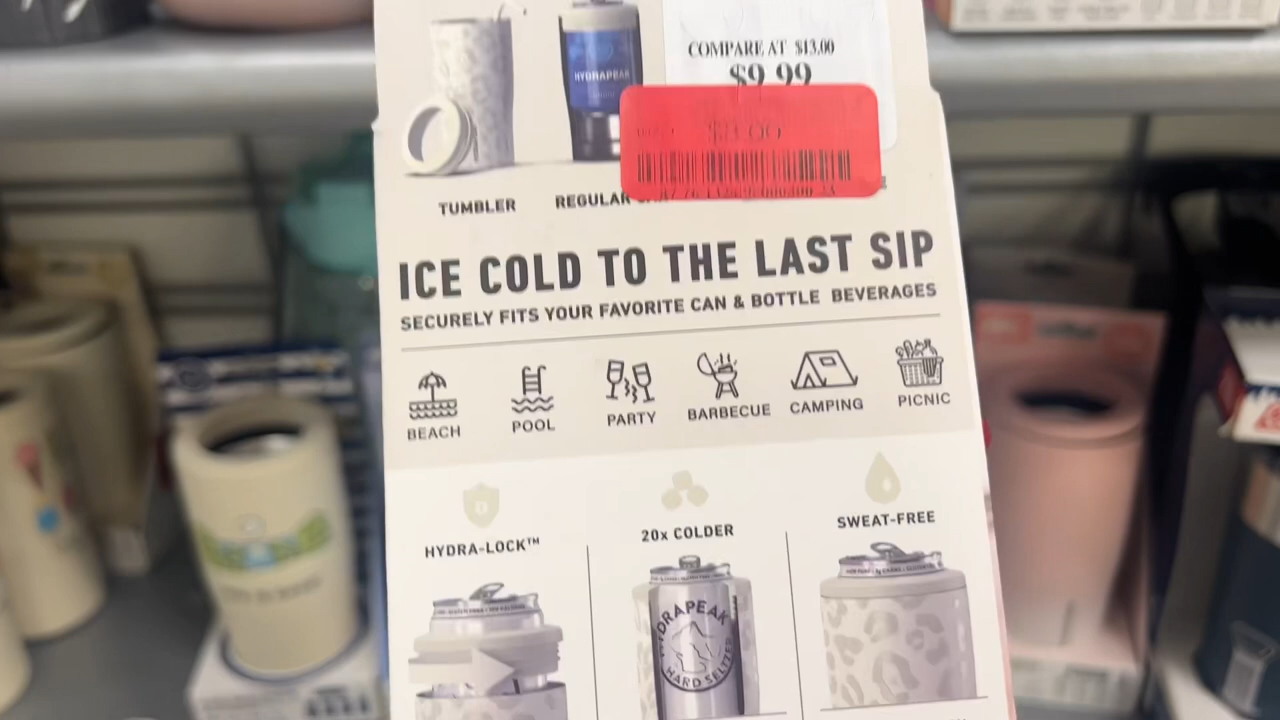 COMPARE AT $13.00
$9.99
HYDRAPEAK
TUMBLER
REGULAR
ICE COLD TO THE LAST SIP
SECURELY FITS YOUR FAVORITE CAN & BOTTLE BEVERAGES
BEACH
POOL
PARTY
BARBECUE
CAMPING
PICNIC
HYDRA-LOCK™
20x COLDER
SWEAT-FREE
HYDRAPEAK
HARD SELTZER